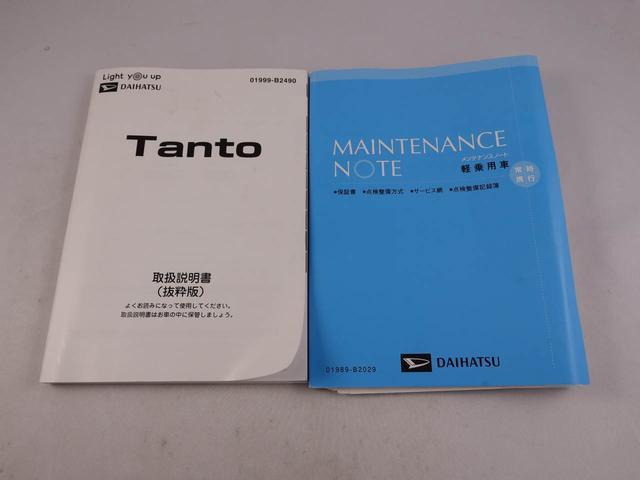 Light you up
DAIHATSU
01999-B2490
Tanto
取扱説明書
(抜粋版)
よくお読みになって使用してください。
取扱説明書はお車の中に保管しましょう。
MAINTENANCE
NOTE
メンテナンスノート
軽乗用車
常時
携行
●保証書 ●点検整備方式 ●サービス網 ●点検整備記録簿
DAIHATSU
01989-B2029